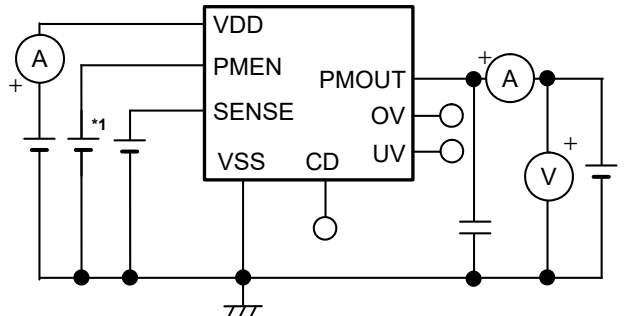 VDD
A
+
PMEN
*1
SENSE
VSS
CD
PMOUT
OV
UV
+
A
+
V